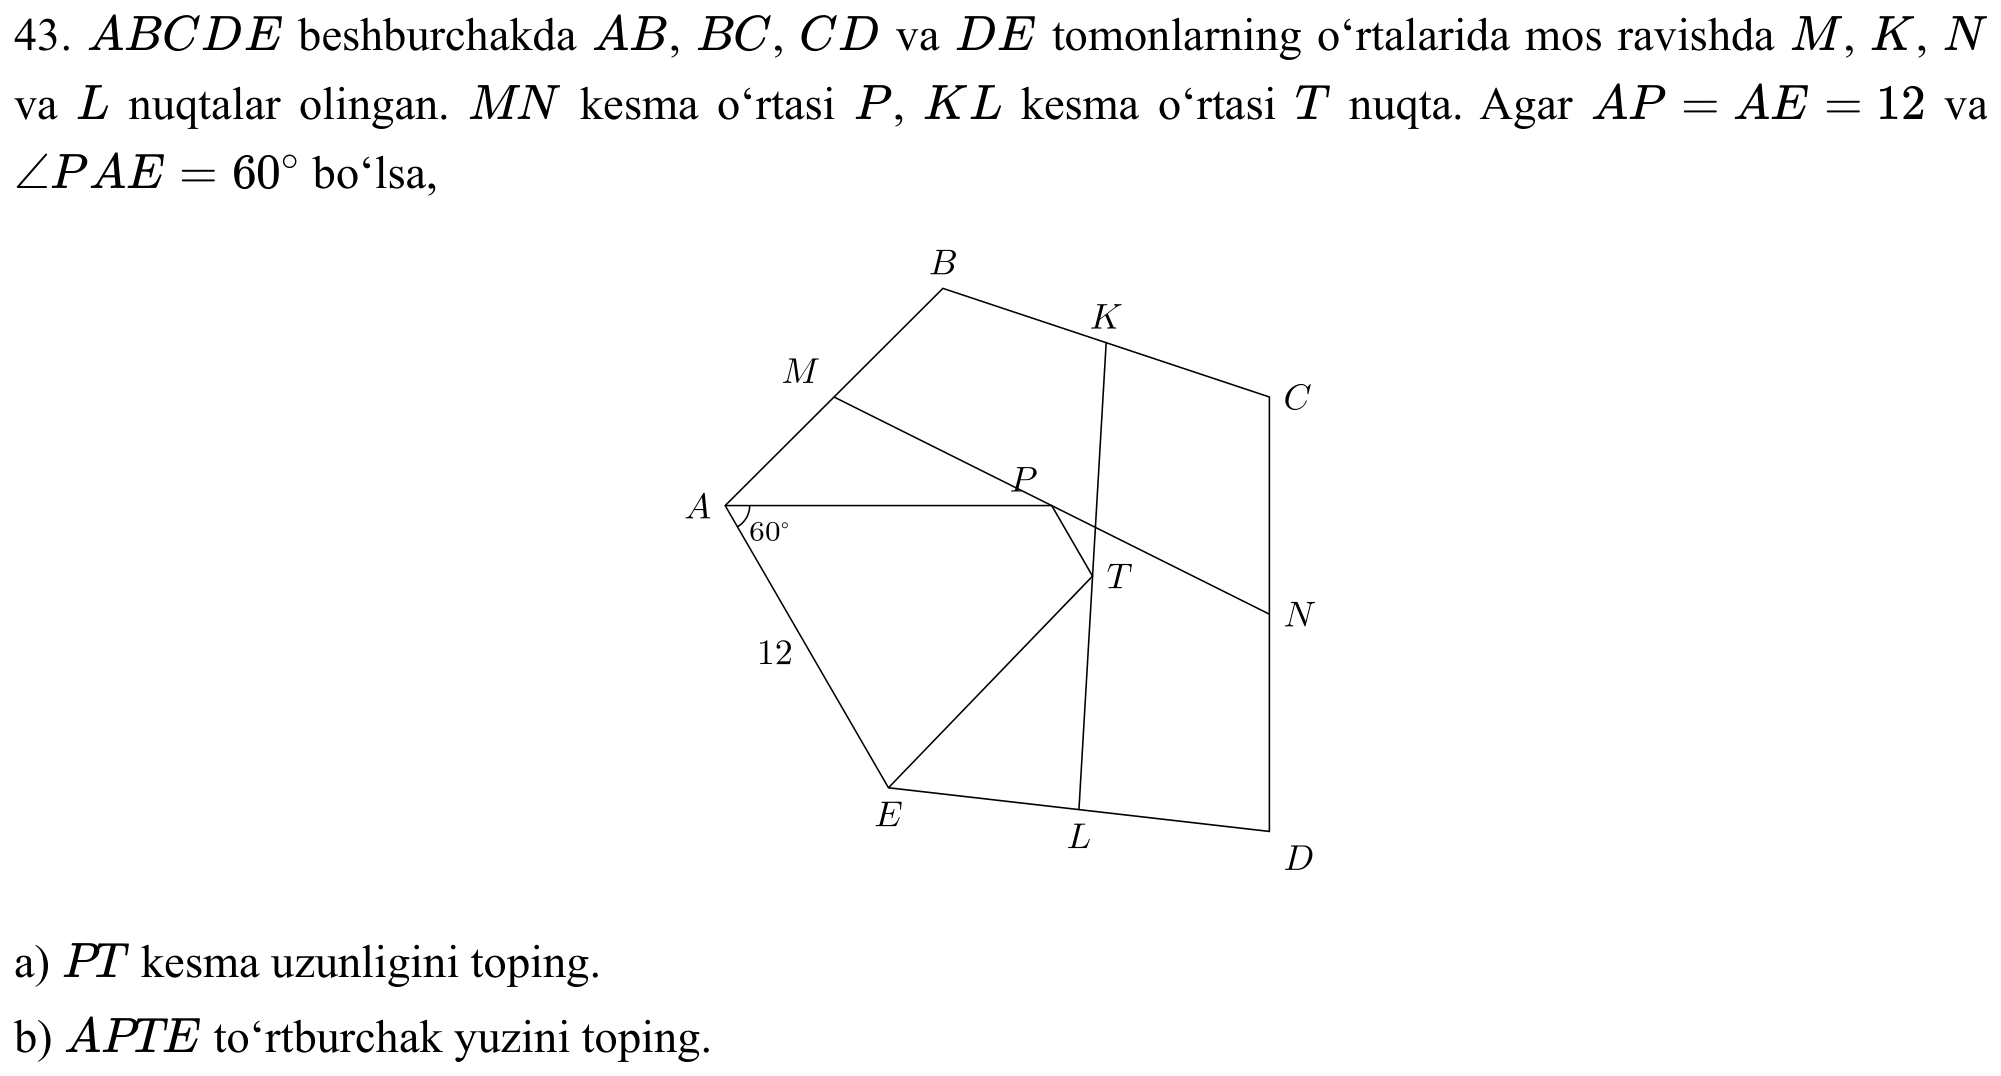 43. ABCDE beshburchakda AB, BC, CD va DE tomonlarning o‘rtalarida mos ravishda M, K, N
va L nuqtalar olingan. MN kesma o‘rtasi P, KL kesma o‘rtasi T nuqta. Agar AP = AE = 12 va
∠PAE = 60° bo‘lsa,
B
K
M
C
P
A
60°
T
N
12
E
L
D
a) PT kesma uzunligini toping.
b) APTE to‘rtburchak yuzini toping.